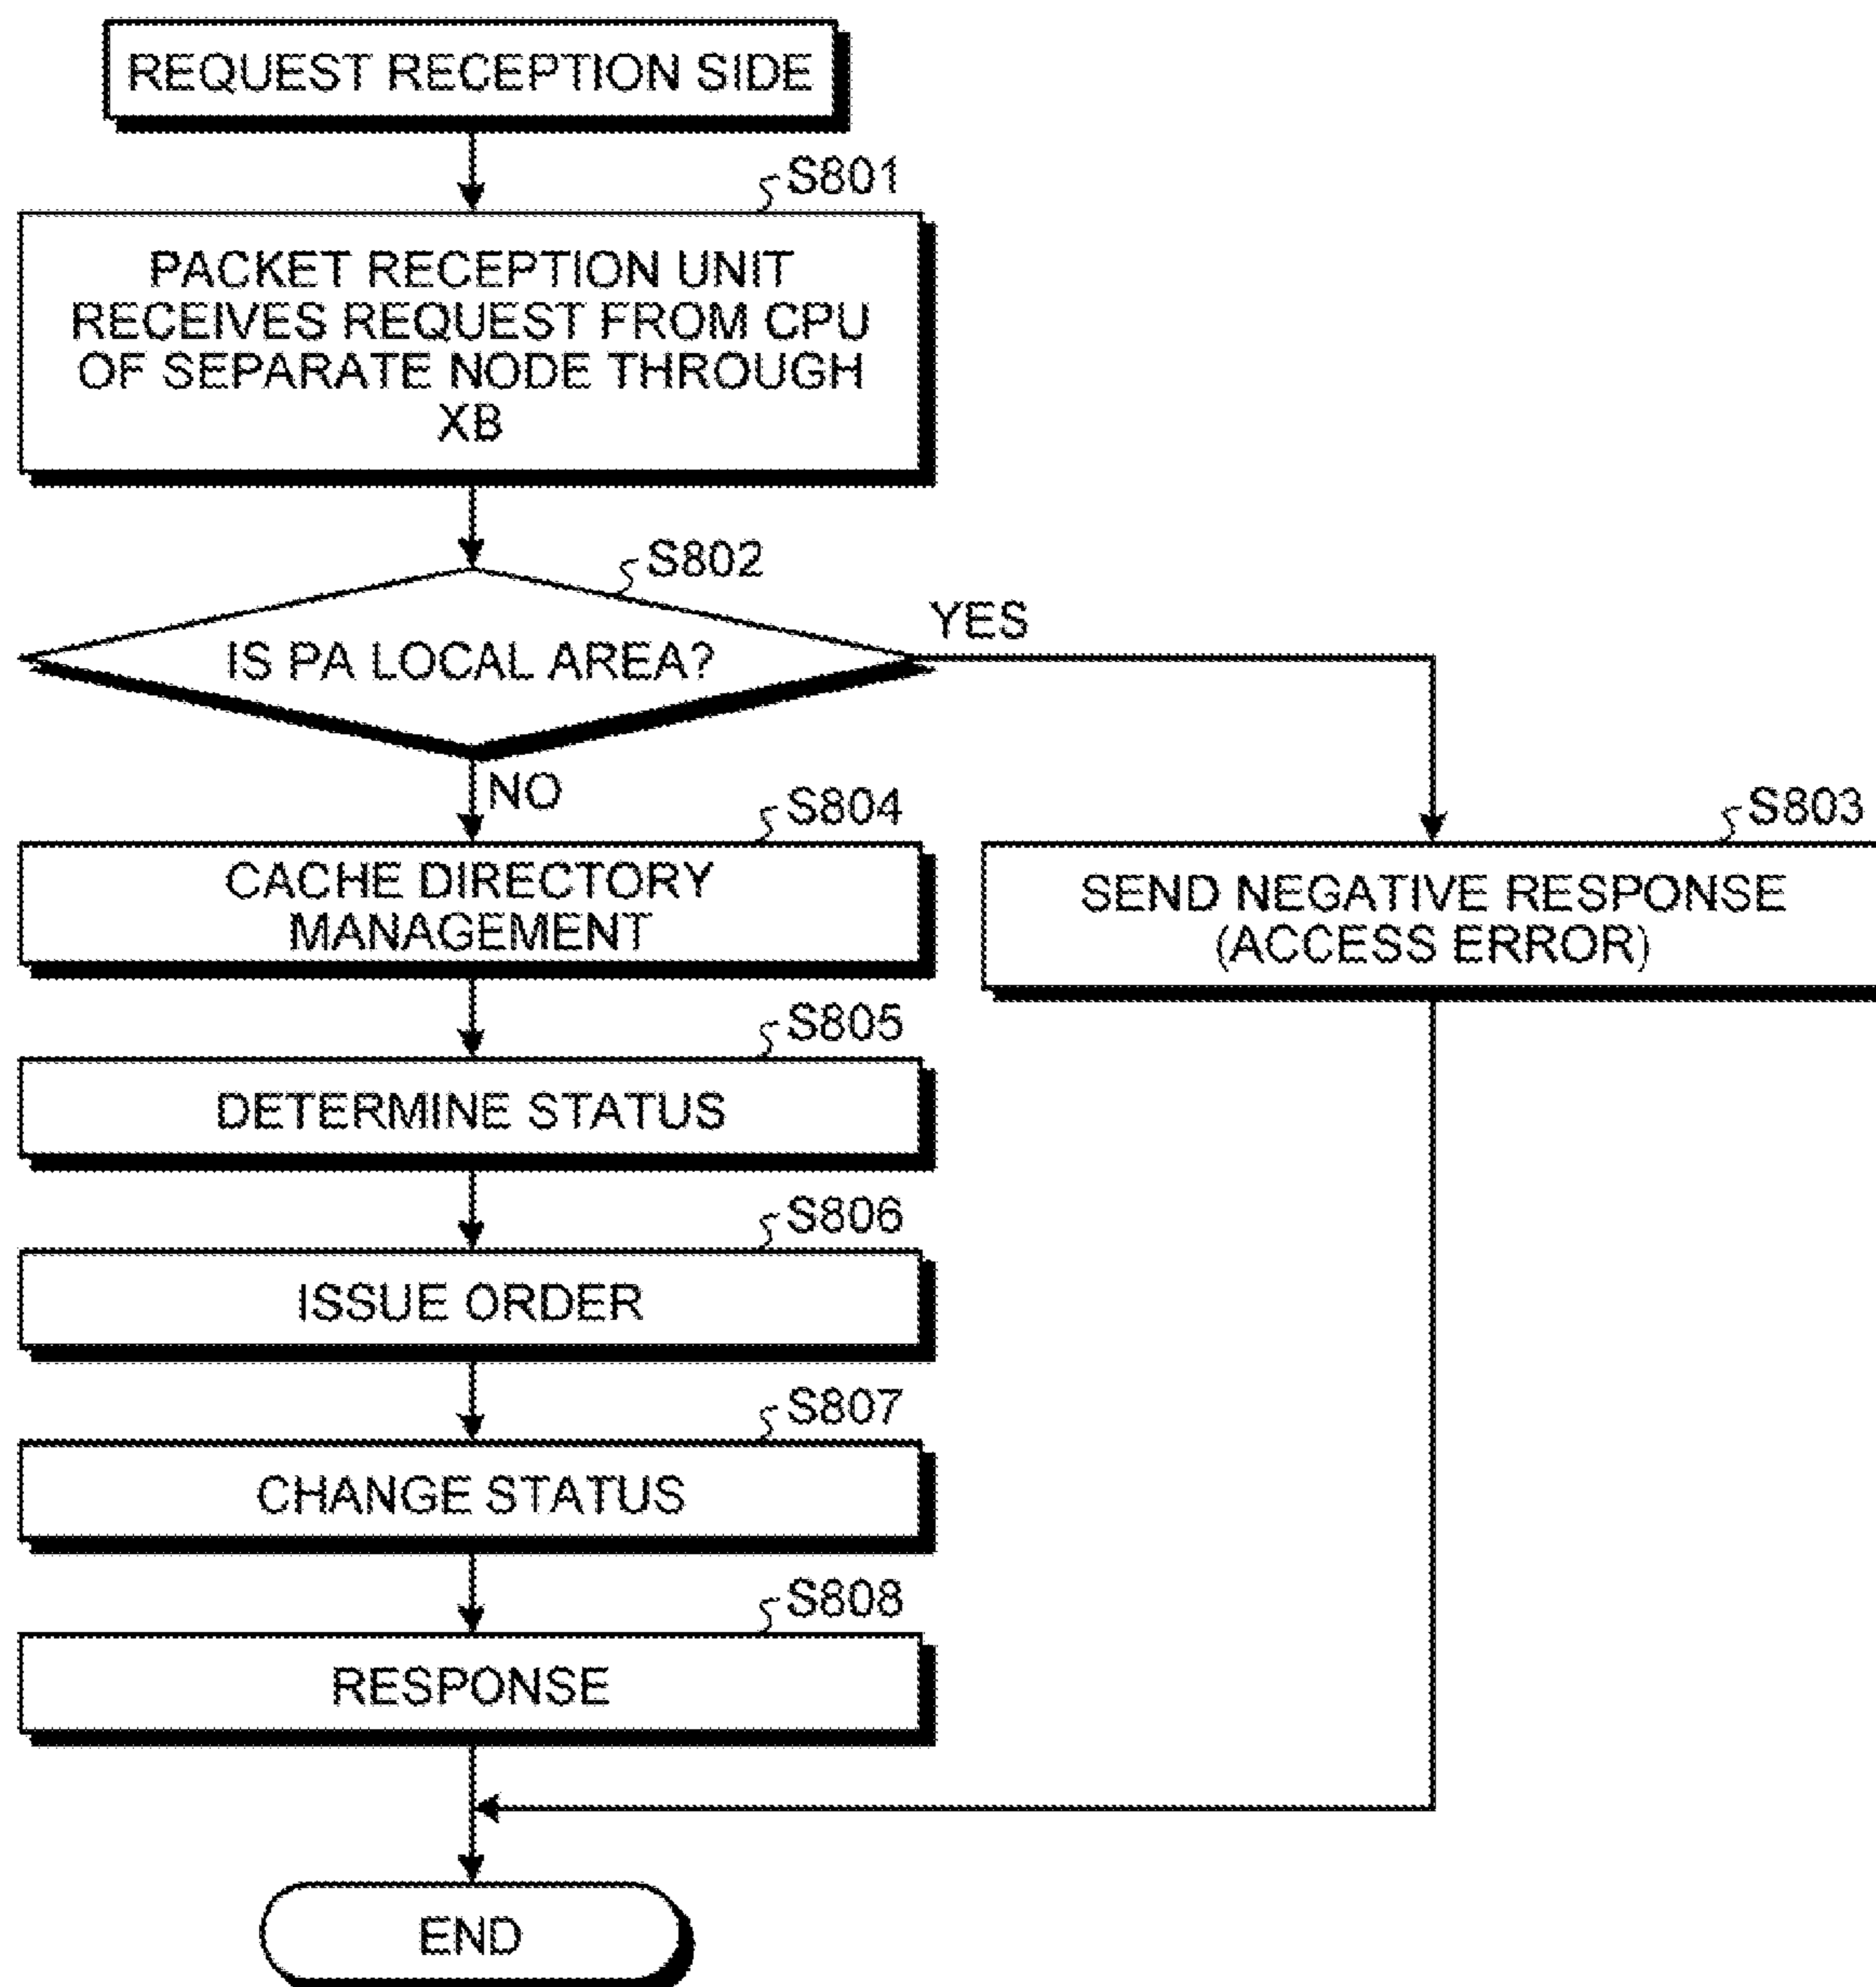 REQUEST RECEPTION SIDE
S801
PACKET RECEPTION UNIT
RECEIVES REQUEST FROM CPU
OF SEPARATE NODE THROUGH
XB
S802
IS PA LOCAL AREA?
YES
NO
S804
CACHE DIRECTORY
MANAGEMENT
S803
SEND NEGATIVE RESPONSE
(ACCESS ERROR)
S805
DETERMINE STATUS
S806
ISSUE ORDER
S807
CHANGE STATUS
S808
RESPONSE
END